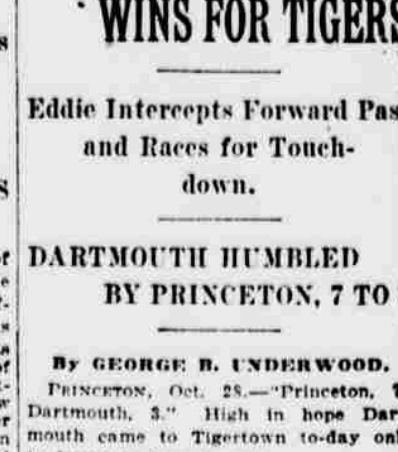 WINS FOR TIGERS
Eddie Intercepts Forward Pas
and Races for Touch-
down.
DARTMOUTH HUMBLED
BY PRINCETON, 7 TO
By GEORGE B. UNDERWOOD.
PRINCETON, Oct. 28.—"Princeton, 7
Dartmouth, 3." High in hope Dar
mouth came to Tigertown to-day on